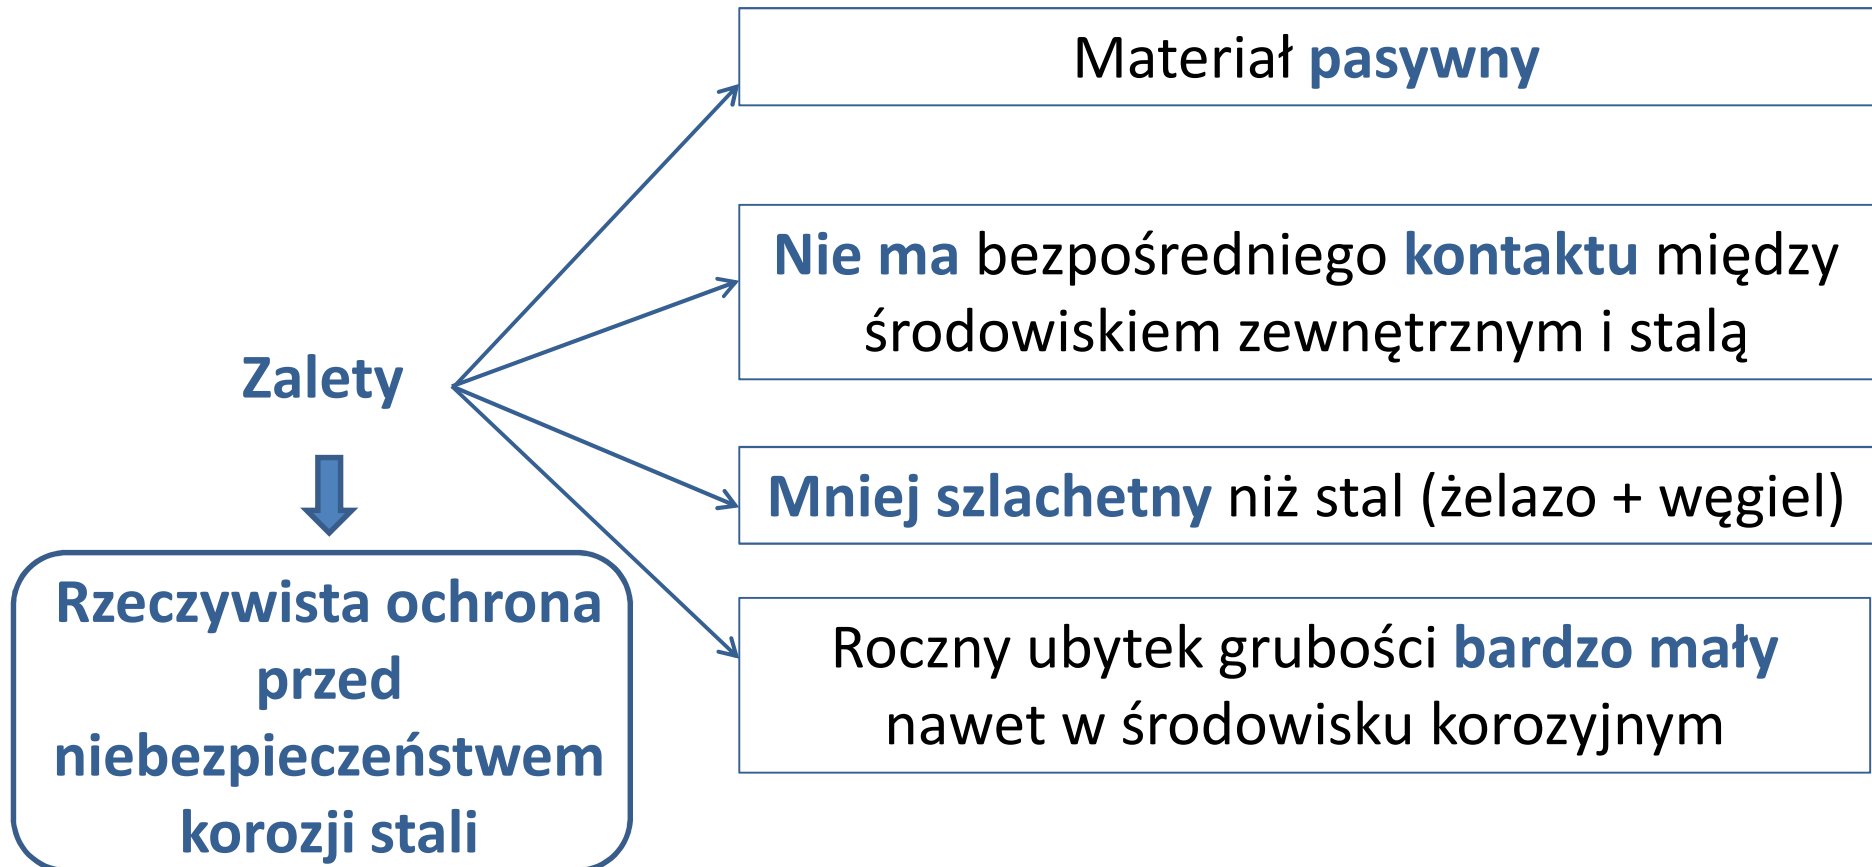 Materiał pasywny
Nie ma bezpośredniego kontaktu między
środowiskiem zewnętrznym i stalą
Zalety
Mniej szlachetny niż stal (żelazo + węgiel)
Rzeczywista ochrona
przed
niebezpieczeństwem
korozji stali
Roczny ubytek grubości bardzo mały
nawet w środowisku korozyjnym